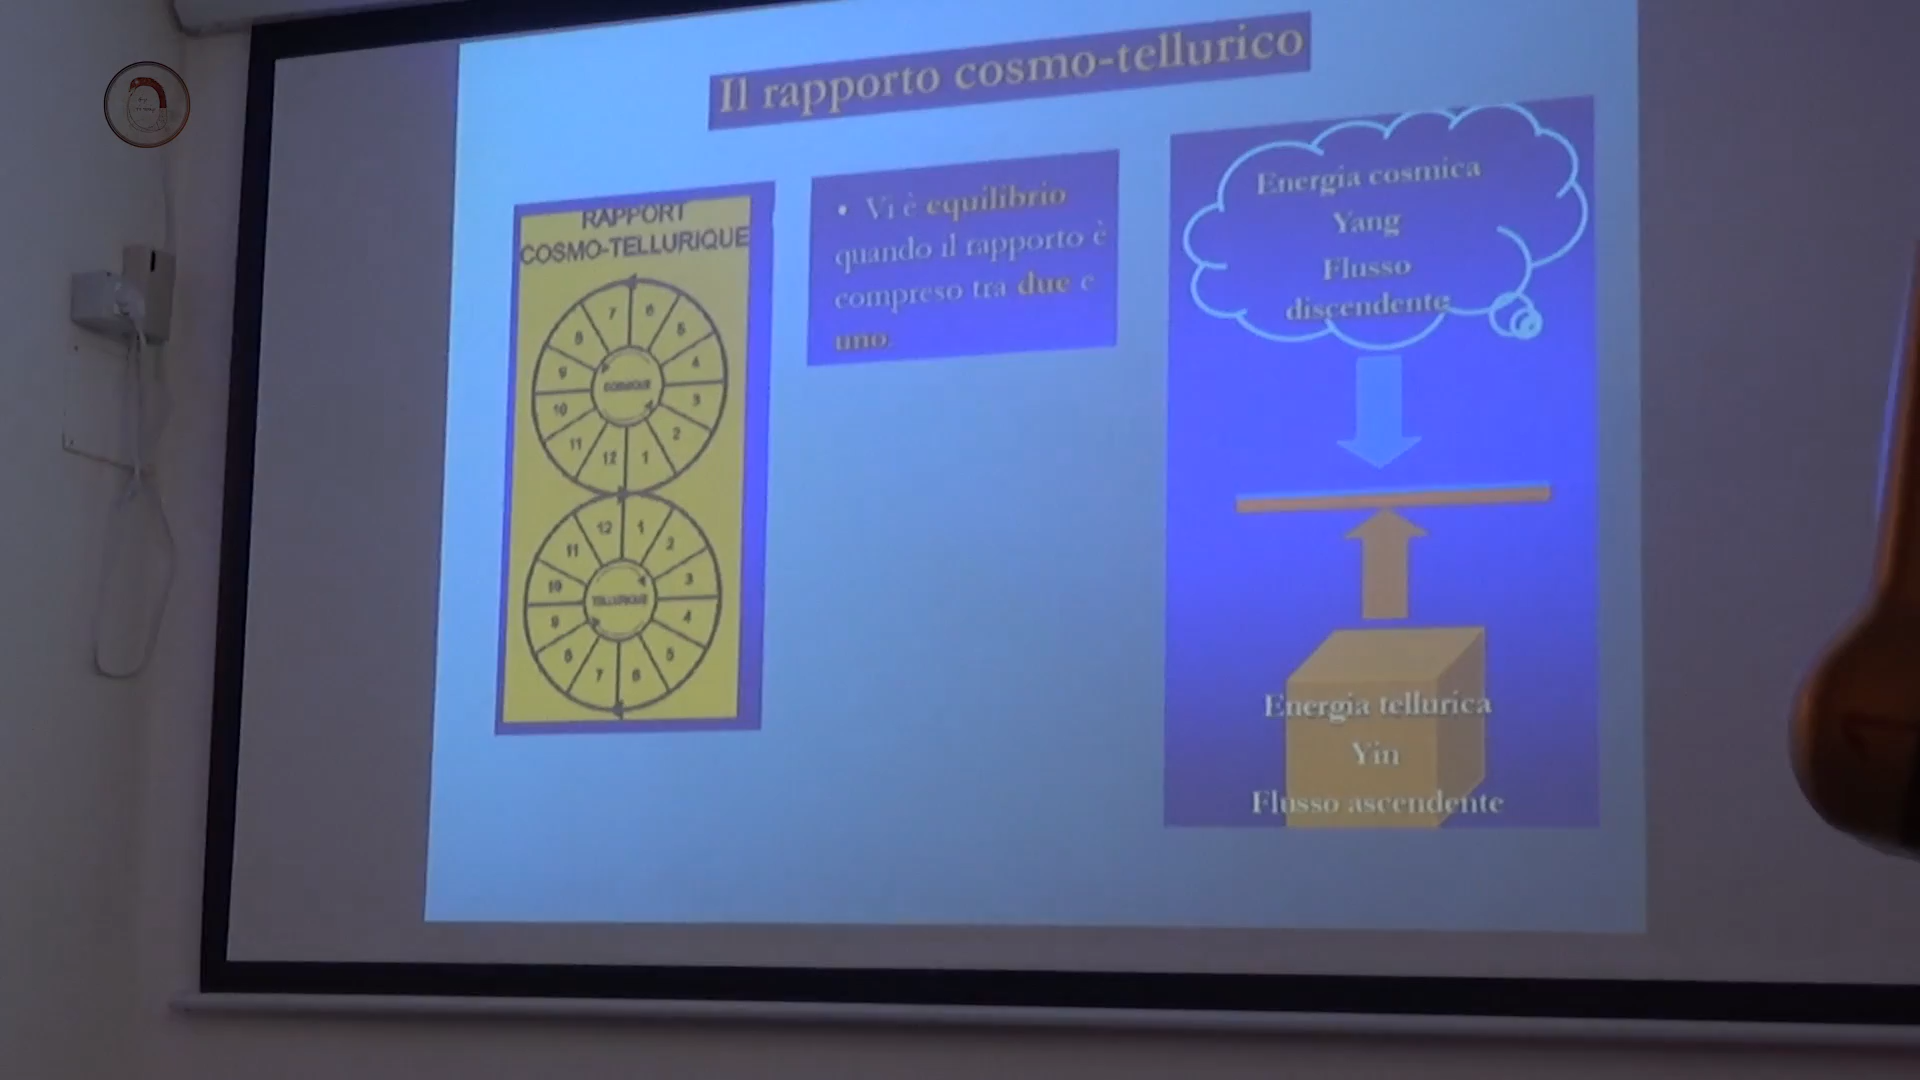 Il rapporto cosmo-tellurico
RAPPORT
COSMO-TELLURIQUE
7 6
8 5
9 4
10 3
11 2
12 1
COSMIQUE
12 1
11 2
10 3
9 4
8 5
7 6
TELLURIQUE
• Vi è equilibrio
quando il rapporto è
compreso tra due e
uno.
Energia cosmica
Yang
Flusso
discendente
Energia tellurica
Yin
Flusso ascendente